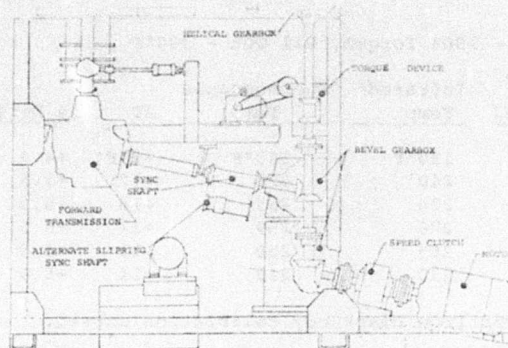 HELICAL GEARBOX
TORQUE DEVICE
BEVEL GEARBOX
SYNC
SHAFT
FORWARD
TRANSMISSION
ALTERNATE SLIPRING
SYNC SHAFT
SPEED CLUTCH